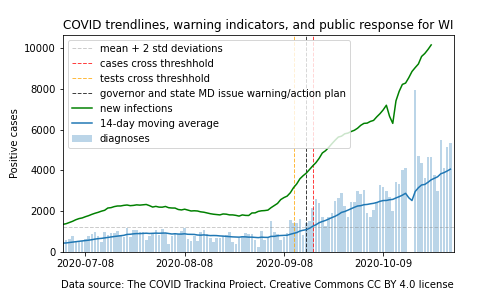 COVID trendlines, warning indicators, and public response for WI
mean + 2 std deviations
cases cross threshhold
tests cross threshhold
governor and state MD issue warning/action plan
new infections
14-day moving average
diagnoses
Positive cases
10000
8000
6000
4000
2000
0
2020-07-08
2020-08-08
2020-09-08
2020-10-09
Data source: The COVID Tracking Project, Creative Commons CC BY 4.0 license